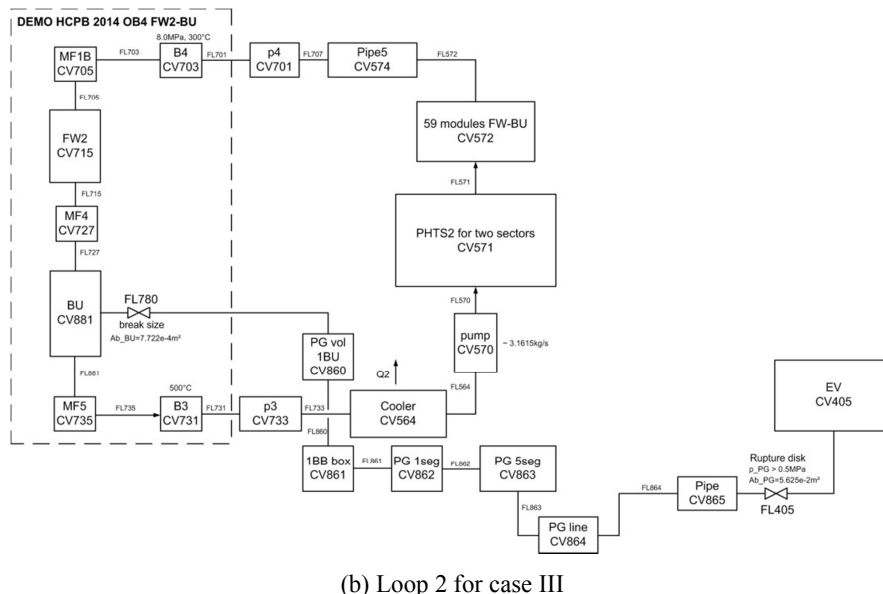 DEMO HCPB 2014 OB4 FW2-BU
8.0MPa, 300°C
MF1B
CV705
FL703
B4
CV703
FL701
p4
CV701
FL707
Pipe5
CV574
FL572
FL705
59 modules FW-BU
CV572
FW2
CV715
FL571
FL715
MF4
CV727
PHTS2 for two sectors
CV571
FL727
BU
CV881
FL780
break size
Ab_BU=7.722e-4m²
FL570
PG vol
1BU
CV860
pump
CV570
~ 3.1615kg/s
Q2
FL881
FL564
EV
CV405
500°C
MF5
CV735
FL735
B3
CV731
FL731
p3
CV733
FL733
Cooler
CV564
FL860
1BB box
CV861
FL861
PG 1seg
CV862
FL862
PG 5seg
CV863
FL864
Pipe
CV865
Rupture disk
p_PG > 0.5MPa
Ab_PG=5.625e-2m²
FL405
FL863
PG line
CV864
(b) Loop 2 for case III